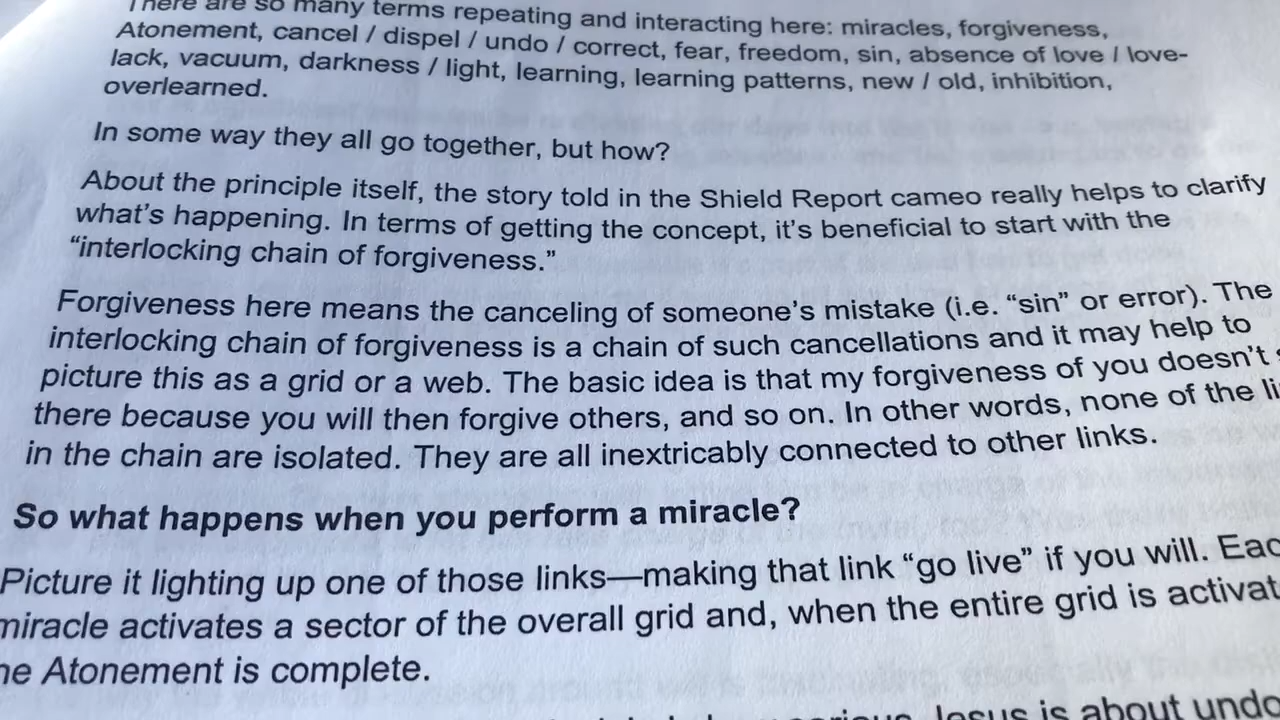 There are so many terms repeating and interacting here: miracles, forgiveness,
Atonement, cancel / dispel / undo / correct, fear, freedom, sin, absence of love / love-
lack, vacuum, darkness / light, learning, learning patterns, new / old, inhibition,
overlearned.
In some way they all go together, but how?
About the principle itself, the story told in the Shield Report cameo really helps to clarify
what's happening. In terms of getting the concept, it's beneficial to start with the
“interlocking chain of forgiveness.”
Forgiveness here means the canceling of someone's mistake (i.e. “sin” or error). The
interlocking chain of forgiveness is a chain of such cancellations and it may help to
picture this as a grid or a web. The basic idea is that my forgiveness of you doesn't
there because you will then forgive others, and so on. In other words, none of the
in the chain are isolated. They are all inextricably connected to other links.
So what happens when you perform a miracle?
Picture it lighting up one of those links—making that link “go live” if you will. Eac
miracle activates a sector of the overall grid and, when the entire grid is activat
he Atonement is complete.
Jesus is about undo